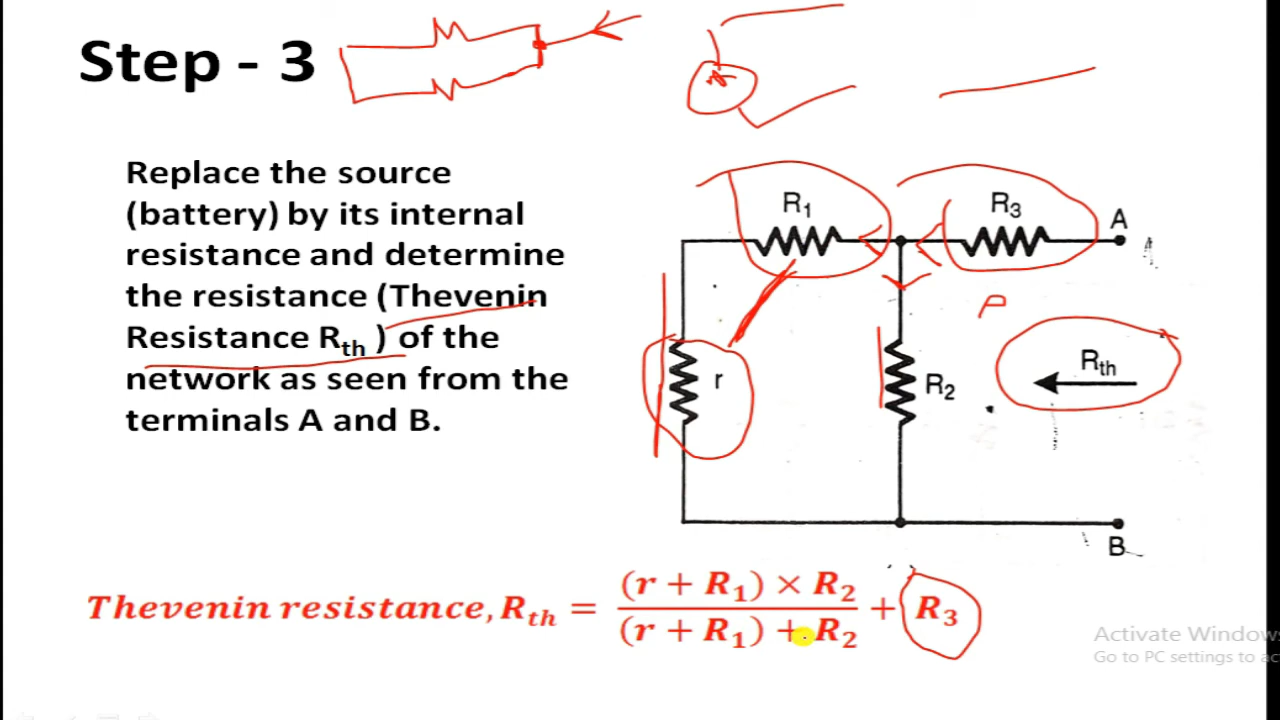 Step - 3
Replace the source
(battery) by its internal
resistance and determine
the resistance (Thevenin
Resistance Rth ) of the
network as seen from the
terminals A and B.
R1
R3
A
r
R2
Rth
B
Thevenin resistance, Rth = (r + R1) × R2 / (r + R1) + R2 + R3
Activate Windows
Go to PC settings to